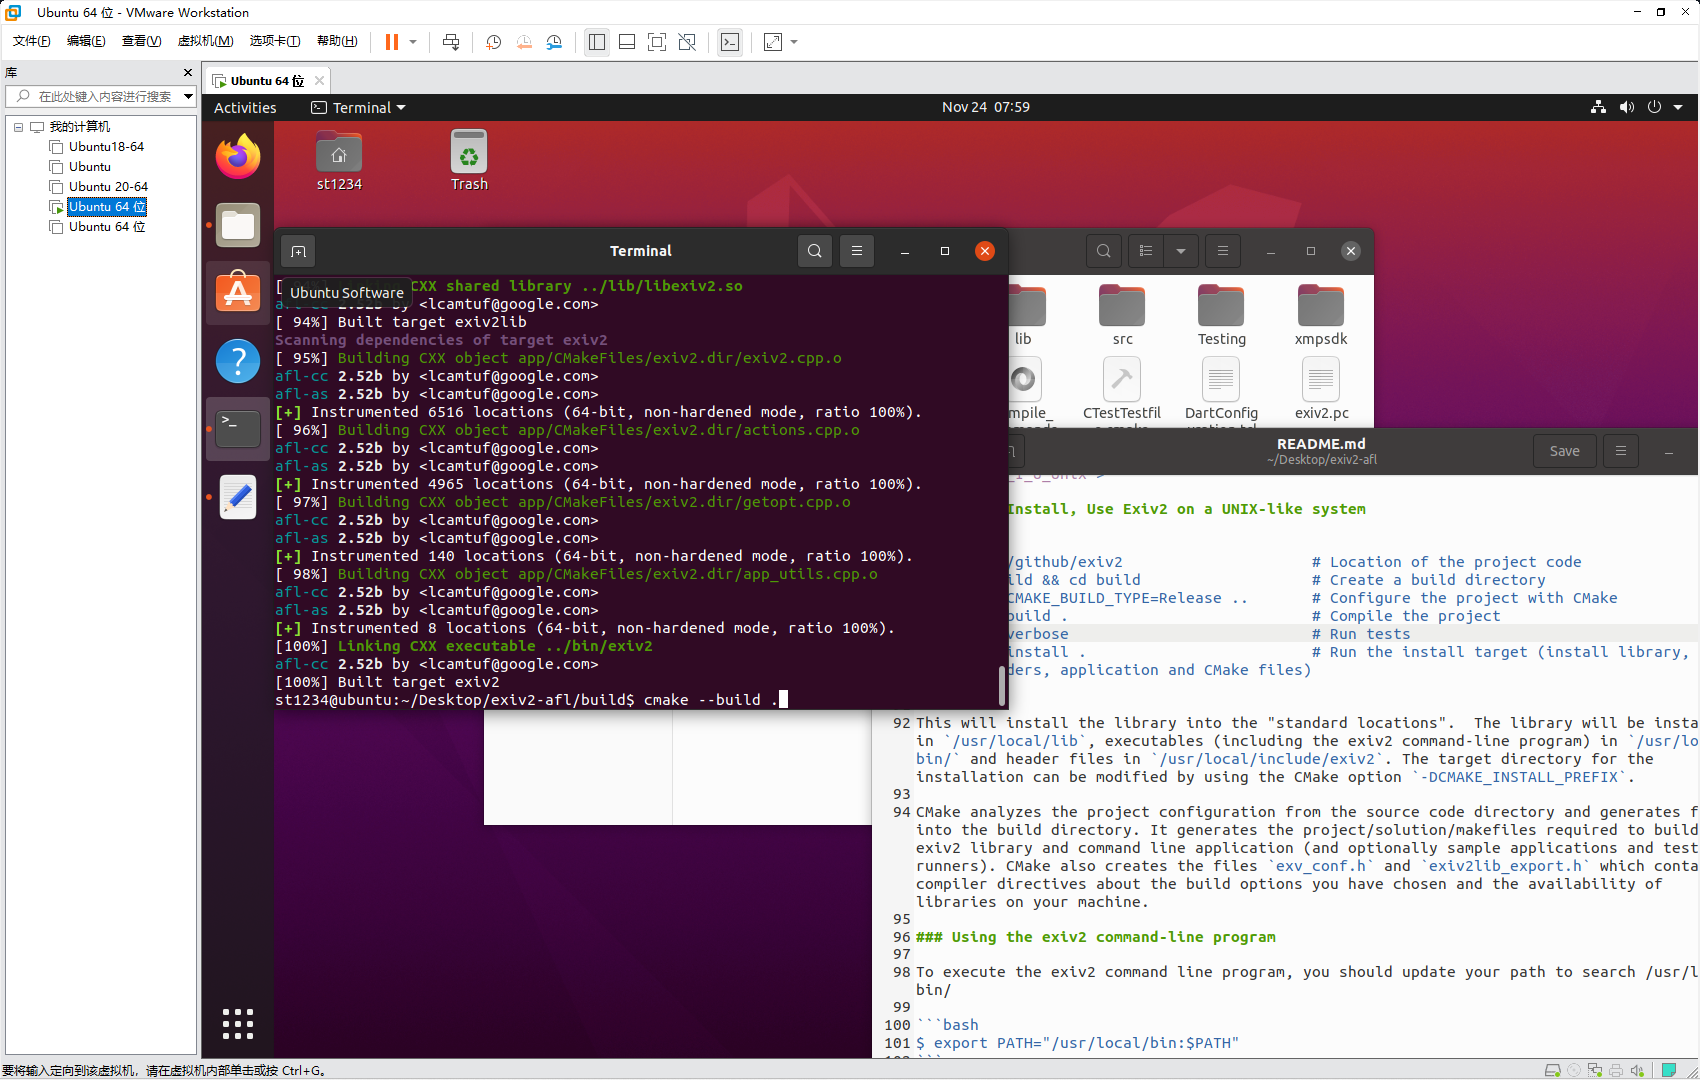 Ubuntu 64 位 - VMware Workstation
文件(F) 编辑(E) 查看(V) 虚拟机(M) 选项卡(T) 帮助(H)
库
在此处键入内容进行搜索
我的计算机
Ubuntu18-64
Ubuntu
Ubuntu 20-64
Ubuntu 64 位
Ubuntu 64 位
Ubuntu 64 位
Activities
Terminal
Nov 24 07:59
st1234
Trash
Terminal
Ubuntu Software
CXX shared library ../lib/libexiv2.so
by <lcamtuf@google.com>
[ 94%] Built target exiv2lib
Scanning dependencies of target exiv2
[ 95%] Building CXX object app/CMakeFiles/exiv2.dir/exiv2.cpp.o
afl-cc 2.52b by <lcamtuf@google.com>
afl-as 2.52b by <lcamtuf@google.com>
[+] Instrumented 6516 locations (64-bit, non-hardened mode, ratio 100%).
[ 96%] Building CXX object app/CMakeFiles/exiv2.dir/actions.cpp.o
afl-cc 2.52b by <lcamtuf@google.com>
afl-as 2.52b by <lcamtuf@google.com>
[+] Instrumented 4965 locations (64-bit, non-hardened mode, ratio 100%).
[ 97%] Building CXX object app/CMakeFiles/exiv2.dir/getopt.cpp.o
afl-cc 2.52b by <lcamtuf@google.com>
afl-as 2.52b by <lcamtuf@google.com>
[+] Instrumented 140 locations (64-bit, non-hardened mode, ratio 100%).
[ 98%] Building CXX object app/CMakeFiles/exiv2.dir/app_utils.cpp.o
afl-cc 2.52b by <lcamtuf@google.com>
afl-as 2.52b by <lcamtuf@google.com>
[+] Instrumented 8 locations (64-bit, non-hardened mode, ratio 100%).
[100%] Linking CXX executable ../bin/exiv2
afl-cc 2.52b by <lcamtuf@google.com>
[100%] Built target exiv2
st1234@ubuntu:~/Desktop/exiv2-afl/build$ cmake --build .
lib
src
Testing
xmpsdk
mpile_
CTestTestfil
DartConfig
exiv2.pc
README.md
~/Desktop/exiv2-afl
Save
Install, Use Exiv2 on a UNIX-like system
/github/exiv2 # Location of the project code
ild && cd build # Create a build directory
CMAKE_BUILD_TYPE=Release .. # Configure the project with CMake
build . # Compile the project
verbose # Run tests
install . # Run the install target (install library,
ders, application and CMake files)
92 This will install the library into the "standard locations". The library will be insta
in `/usr/local/lib`, executables (including the exiv2 command-line program) in `/usr/lo
bin/` and header files in `/usr/local/include/exiv2`. The target directory for the
installation can be modified by using the CMake option `-DCMAKE_INSTALL_PREFIX`.
93
94 CMake analyzes the project configuration from the source code directory and generates f
into the build directory. It generates the project/solution/makefiles required to build
exiv2 library and command line application (and optionally sample applications and test
runners). CMake also creates the files `exv_conf.h` and `exiv2lib_export.h` which conta
compiler directives about the build options you have chosen and the availability of
libraries on your machine.
95
96 ### Using the exiv2 command-line program
97
98 To execute the exiv2 command line program, you should update your path to search /usr/l
bin/
99
100 ```bash
101 $ export PATH="/usr/local/bin:$PATH"
要将输入定向到该虚拟机，请在虚拟机内部单击或按 Ctrl+G。